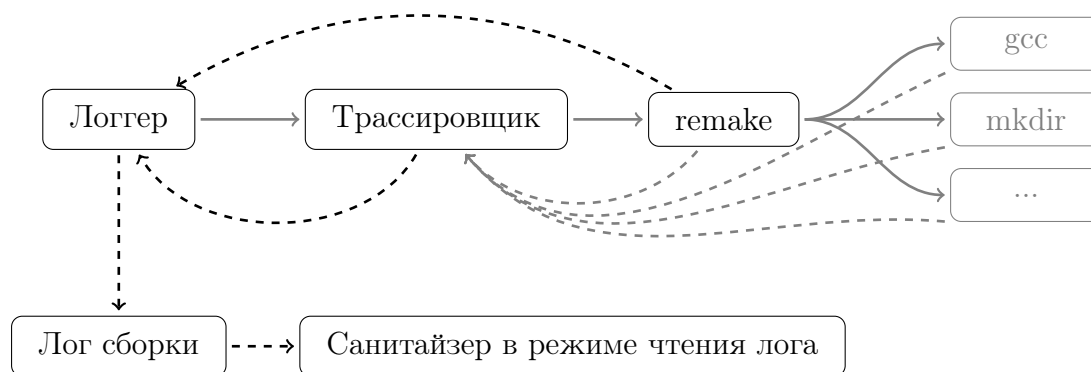 gcc
Логгер
Трассировщик
remake
mkdir
...
Лог сборки
Санитайзер в режиме чтения лога